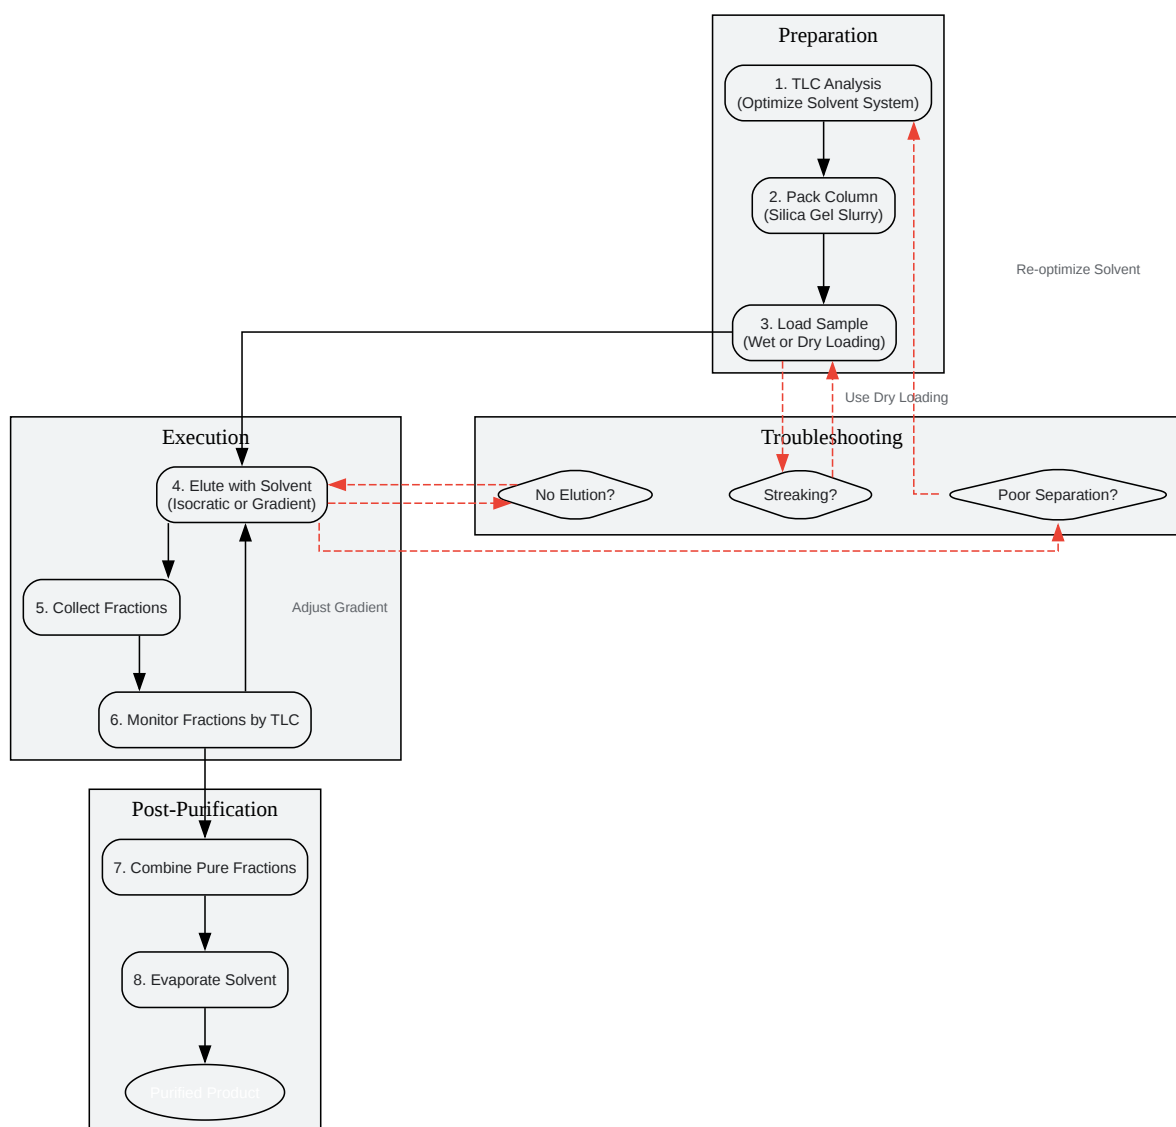 Preparation
1. TLC Analysis
(Optimize Solvent System)
2. Pack Column
(Silica Gel Slurry)
Re-optimize Solvent
3. Load Sample
(Wet or Dry Loading)
Use Dry Loading
Execution
Troubleshooting
4. Elute with Solvent
(Isocratic or Gradient)
No Elution?
Streaking?
Poor Separation?
5. Collect Fractions
Adjust Gradient
6. Monitor Fractions by TLC
Post-Purification
7. Combine Pure Fractions
8. Evaporate Solvent
Purified Product